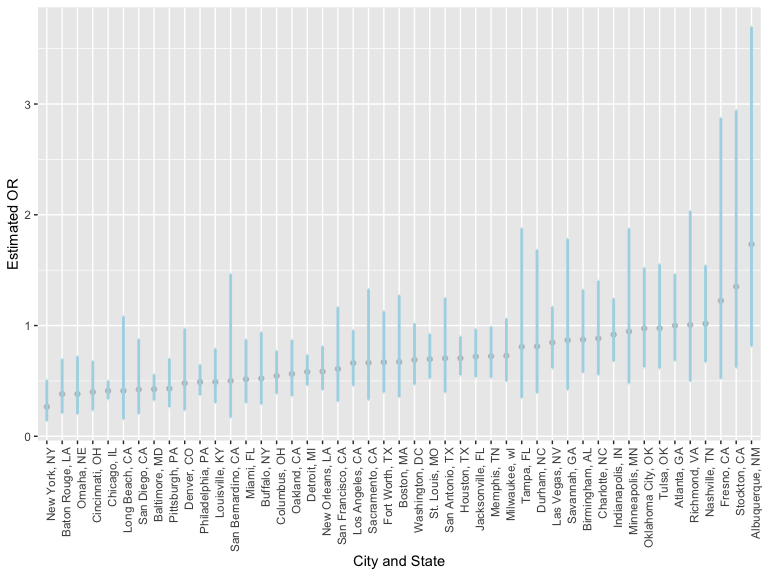 Estimated OR
3
2
1
0
New York, NY
Baton Rouge, LA
Omaha, NE
Cincinnati, OH
Chicago, IL
Long Beach, CA
San Diego, CA
Baltimore, MD
Pittsburgh, PA
Denver, CO
Philadelphia, PA
Louisville, KY
San Bernardino, CA
Miami, FL
Buffalo, NY
Columbus, OH
Oakland, CA
Detroit, MI
New Orleans, LA
San Francisco, CA
Los Angeles, CA
Sacramento, CA
Fort Worth, TX
Boston, MA
Washington, DC
St. Louis, MO
San Antonio, TX
Houston, TX
Jacksonville, FL
Memphis, TN
Milwaukee, wI
Tampa, FL
Durham, NC
Las Vegas, NV
Savannah, GA
Birmingham, AL
Charlotte, NC
Indianapolis, IN
Minneapolis, MN
Oklahoma City, OK
Tulsa, OK
Atlanta, GA
Richmond, VA
Nashville, TN
Fresno, CA
Stockton, CA
Albuquerque, NM
City and State